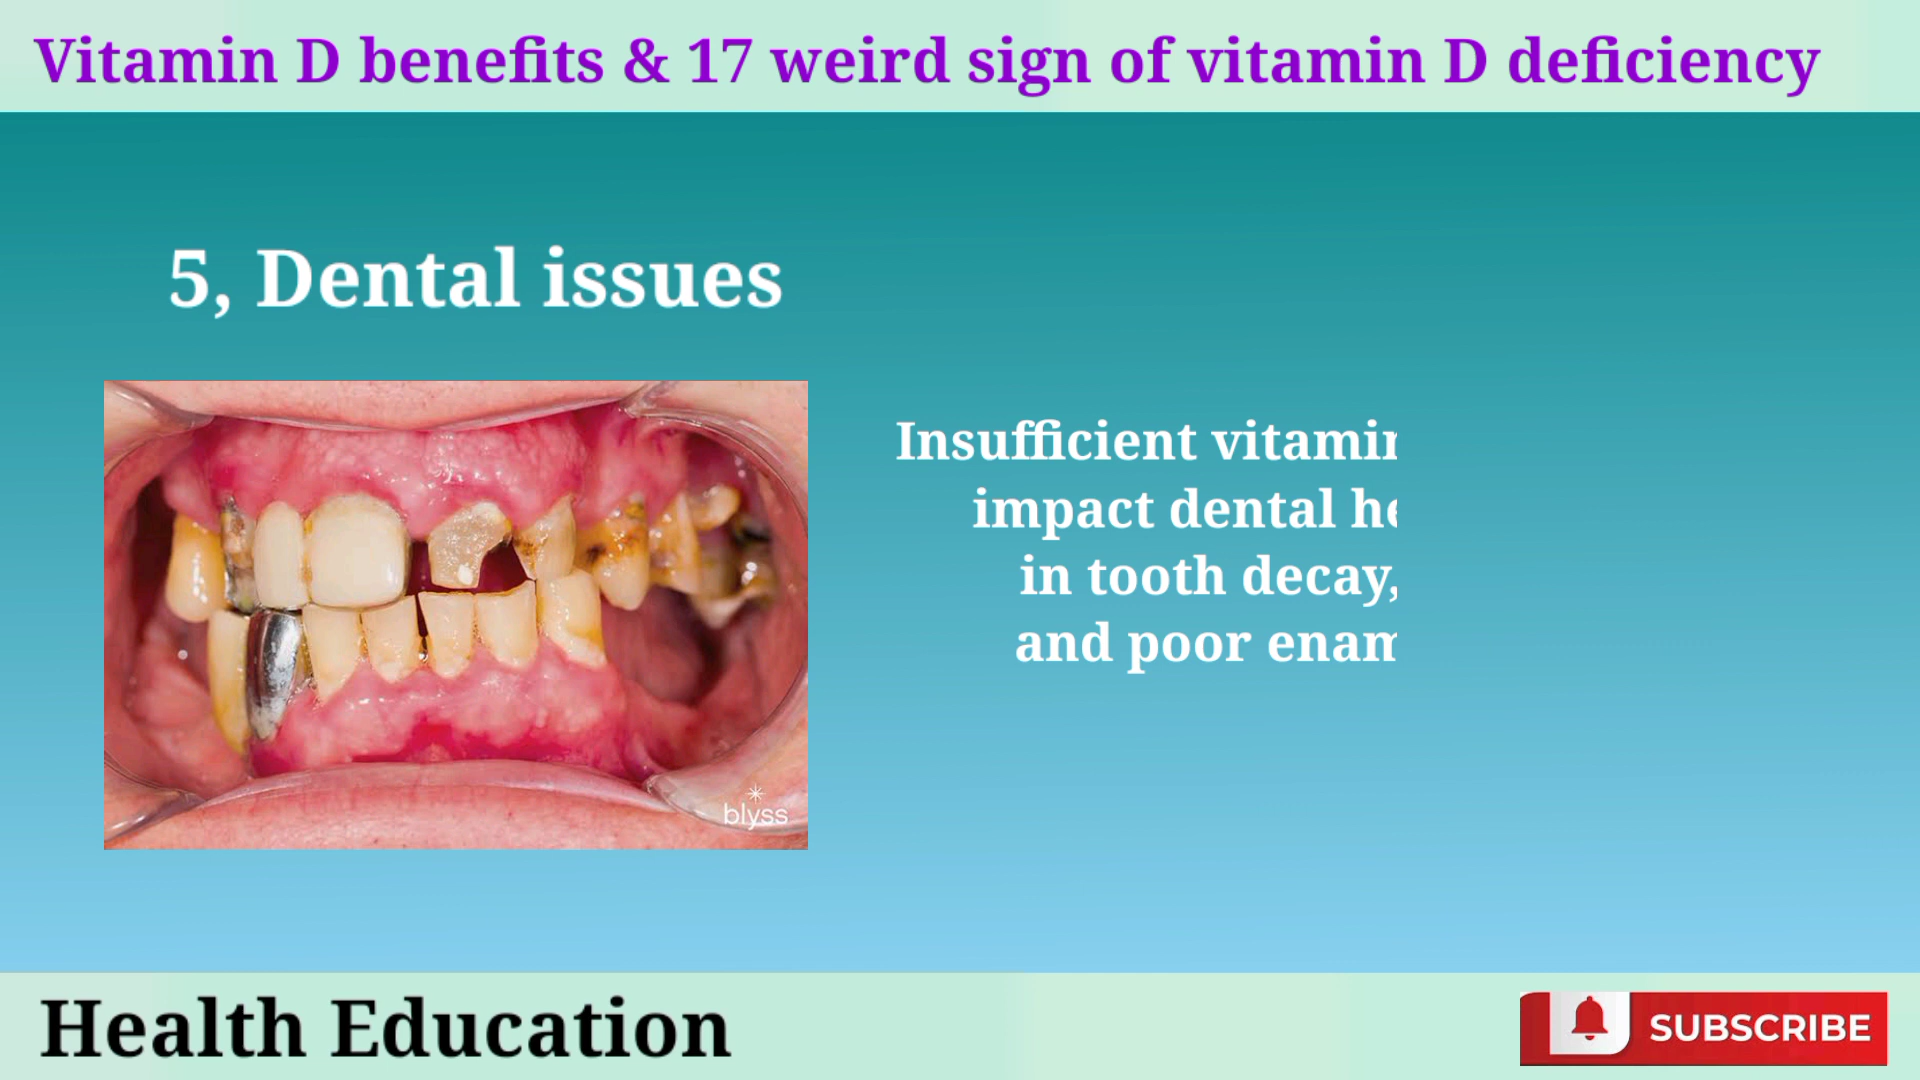 Vitamin D benefits & 17 weird sign of vitamin D deficiency
5, Dental issues
Insufficient
impact dental
in tooth decay,
and poor
blyss
Health Education
SUBSCRIBE